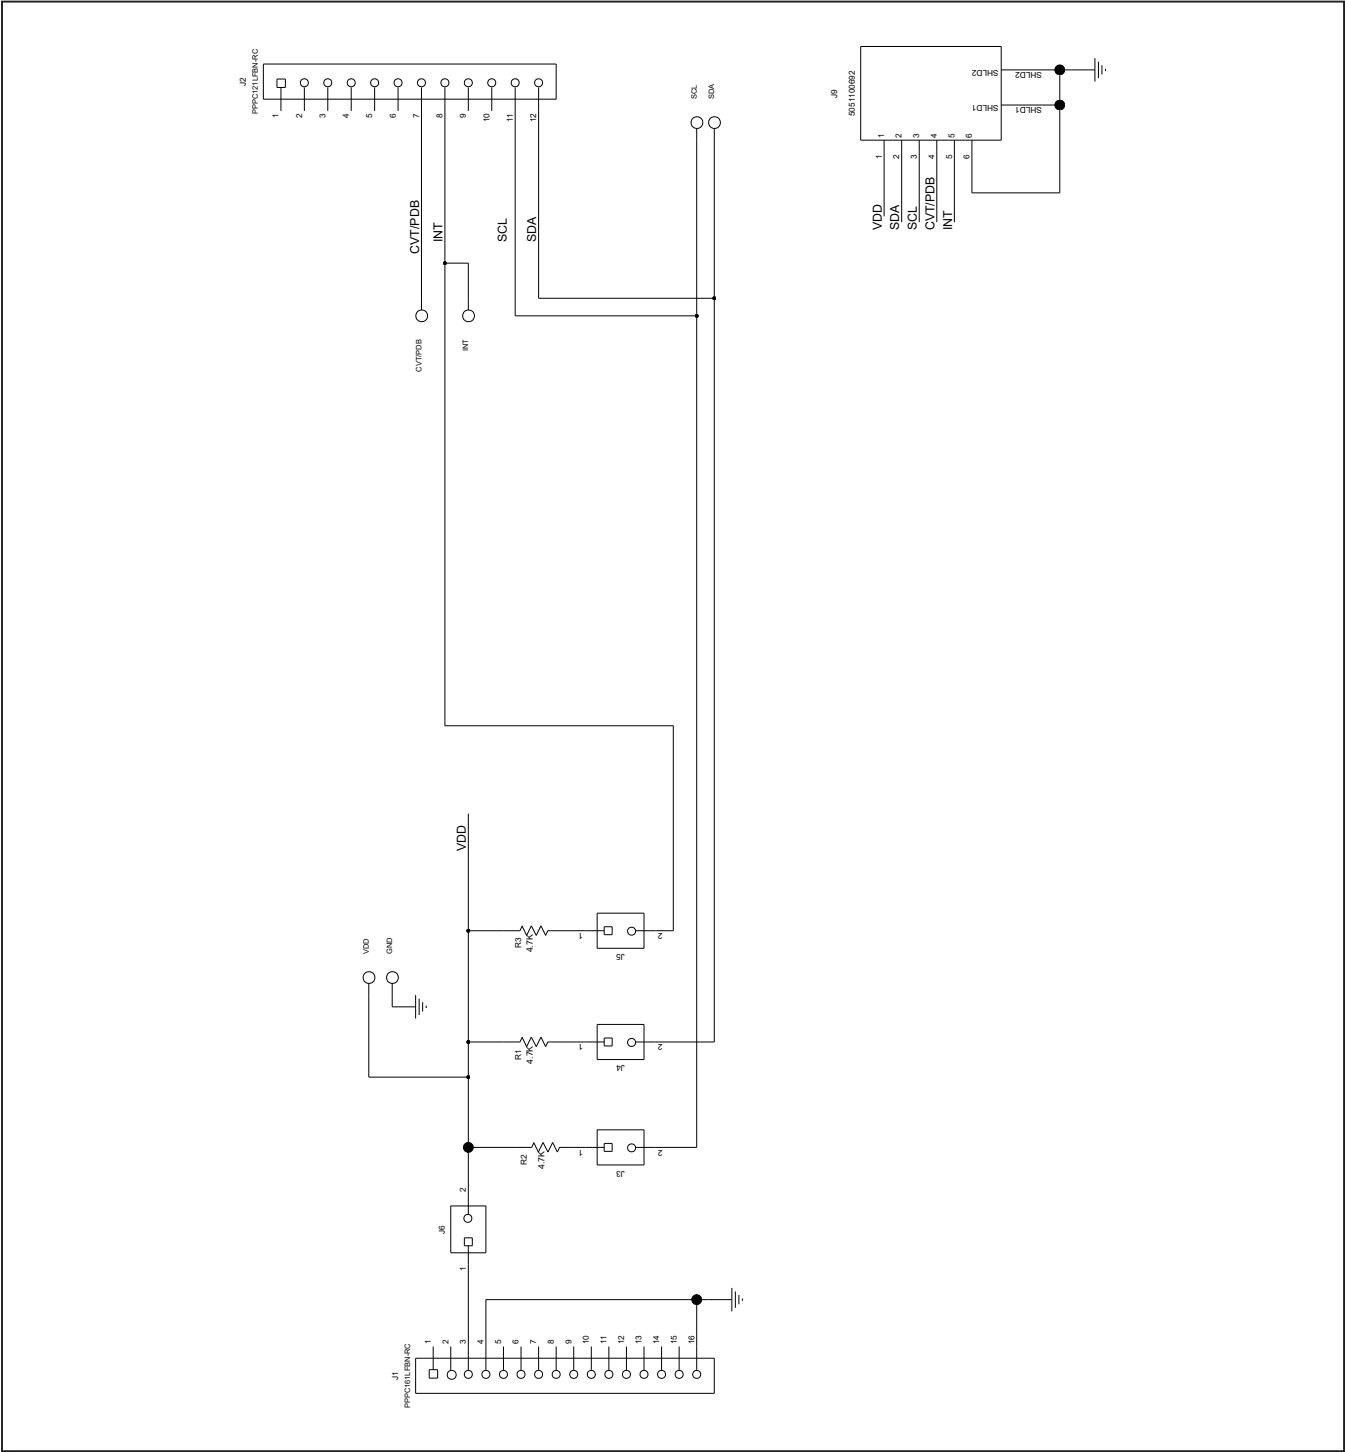 J2
PPPC121LFBN-RC
1
2
3
4
5
6
7
8
9
10
11
12
CVT/PDB
INT
SCL
SDA
CVT/PDB
INT
SCL
SDA
J9
5051100692
SHLD2
SHLD2
SHLD1
SHLD1
1
2
3
4
5
6
1
2
3
4
5
6
VDD
SDA
SCL
CVT/PDB
INT
VDD
VDD
GND
R3
4.7K
1
2
J5
R1
4.7K
1
2
J4
R2
4.7K
1
2
J3
2
J6
1
J1
PPPC161LFBN-RC
1
2
3
4
5
6
7
8
9
10
11
12
13
14
15
16